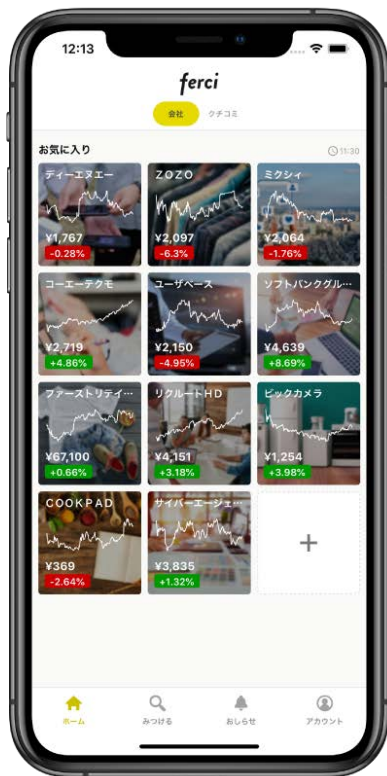 12:13
ferci
会社 クチコミ
お気に入り 11:30
ディーエヌエー
¥1,767
-0.28%
ZOZO
¥2,097
-6.3%
ミクシィ
¥2,064
-1.76%
コーエーテクモ
¥2,719
+4.86%
ユーザベース
¥2,150
-4.95%
ソフトバンクグル…
¥4,639
+8.69%
ファーストリテイ…
¥67,100
+0.66%
リクルートHD
¥4,151
+3.18%
ビックカメラ
¥1,254
+3.98%
COOKPAD
¥369
-2.64%
サイバーエージェ…
¥3,835
+1.32%
+
ホーム みつける おしらせ アカウント